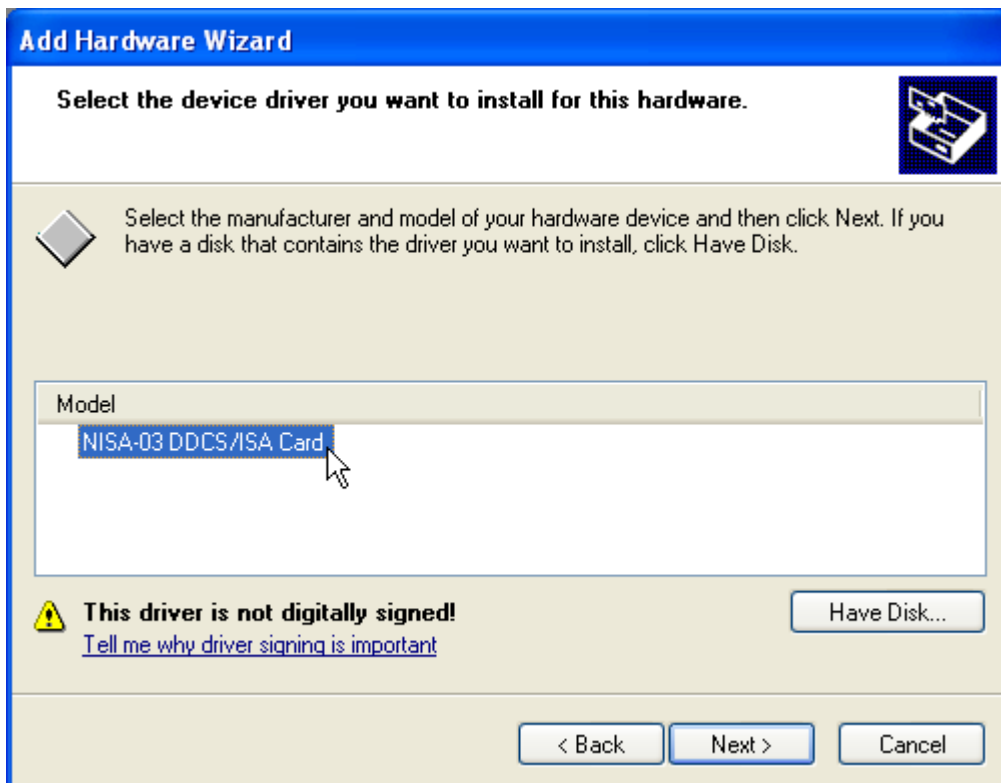 Add Hardware Wizard
Select the device driver you want to install for this hardware.
Select the manufacturer and model of your hardware device and then click Next. If you
have a disk that contains the driver you want to install, click Have Disk.
Model
NISA-03 DDCS/ISA Card
This driver is not digitally signed!
Have Disk...
Tell me why driver signing is important
< Back
Next >
Cancel